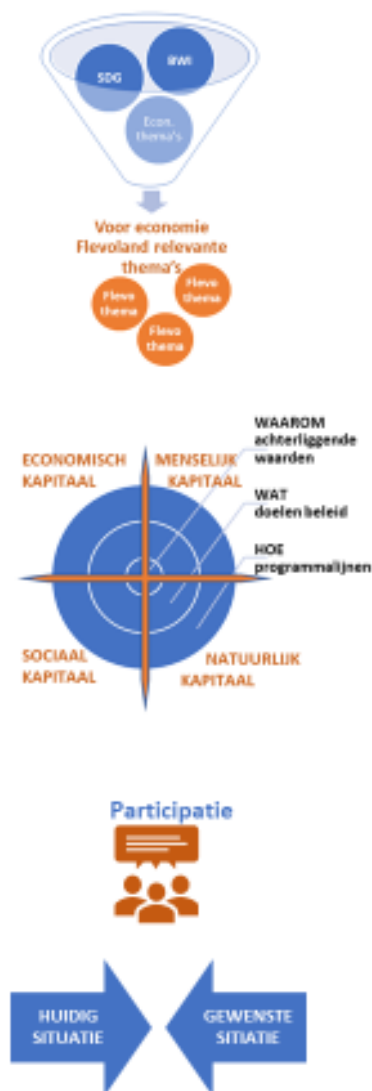 SDG
BWI
Econ.
thema's
Voor economie
Flevoland relevante
thema's
Flevo
thema
Flevo
thema
Flevo
thema
WAAROM
achterliggende
waarden
ECONOMISCH
KAPITAAL
MENSELIJK
KAPITAAL
WAT
doelen beleid
HOE
programmalijnen
SOCIAAL
KAPITAAL
NATUURLIJK
KAPITAAL
Participatie
HUIDIG
SITUATIE
GEWENSTE
SITIATIE